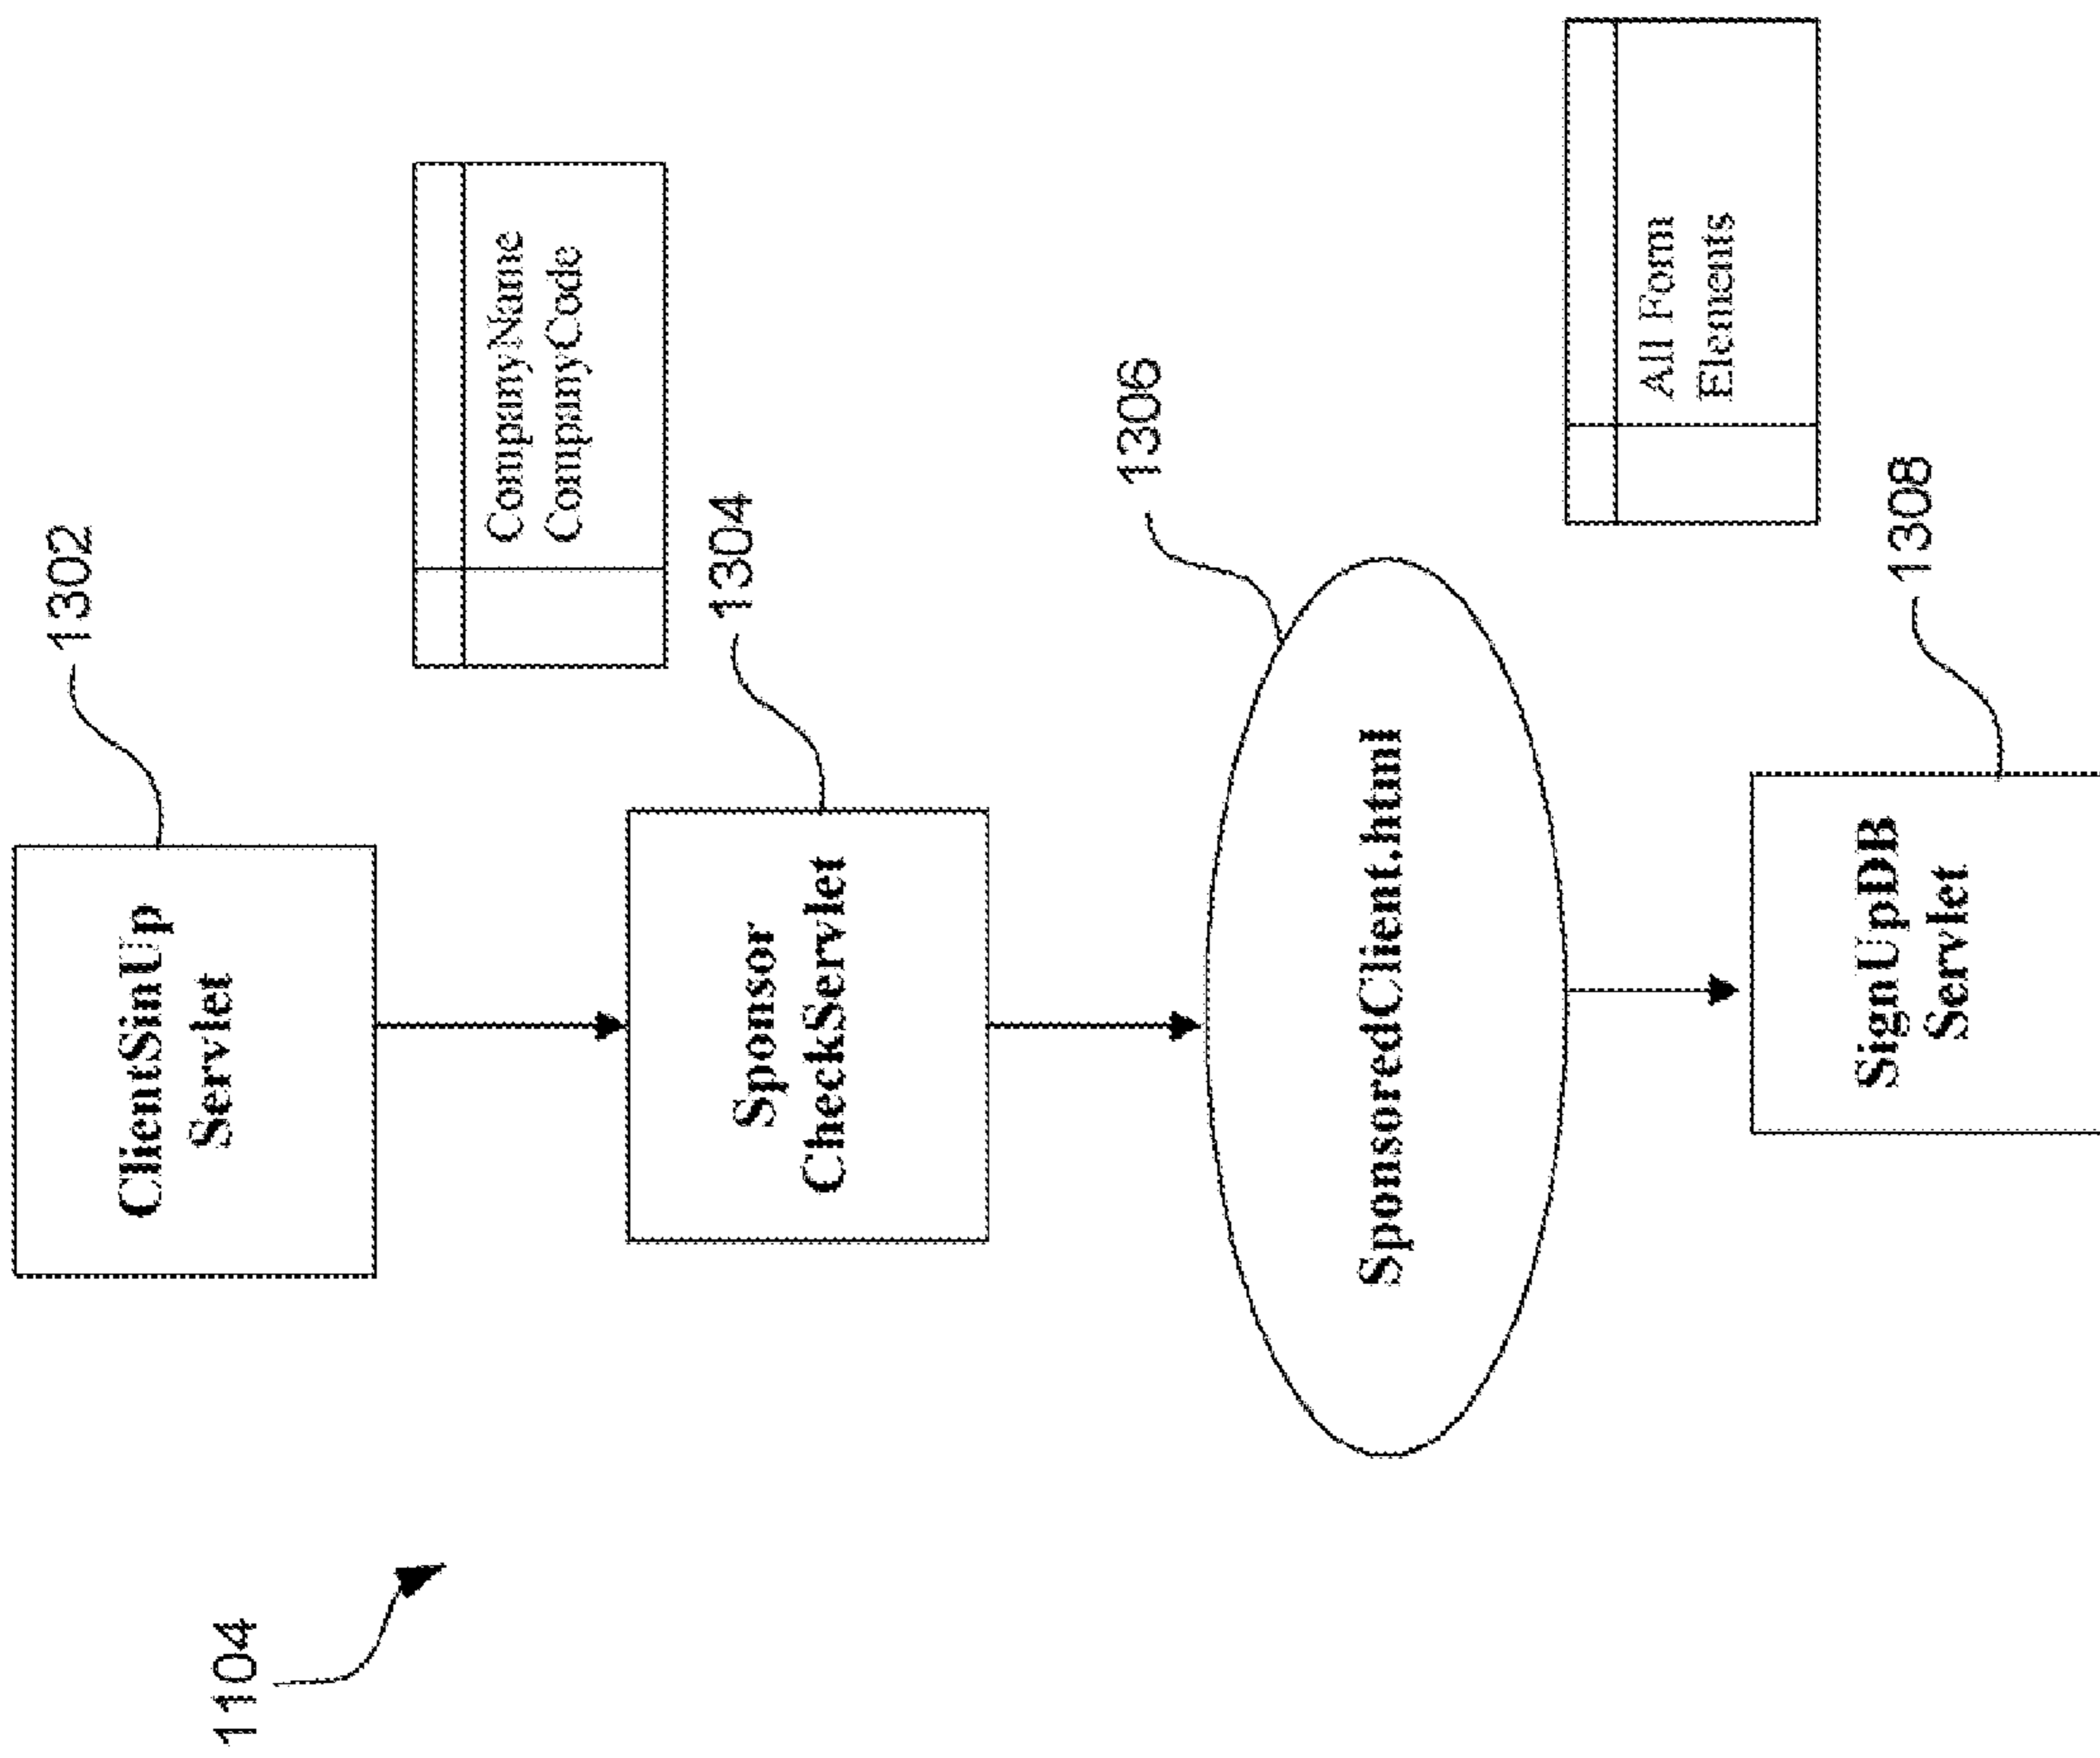 1104
1302
ClientSinUp
Servlet
CompanyName
CompanyCode
1304
Sponsor
CheckServlet
1306
SponsoredClient.html
All Form
Elements
1308
SignUpDB
Servlet